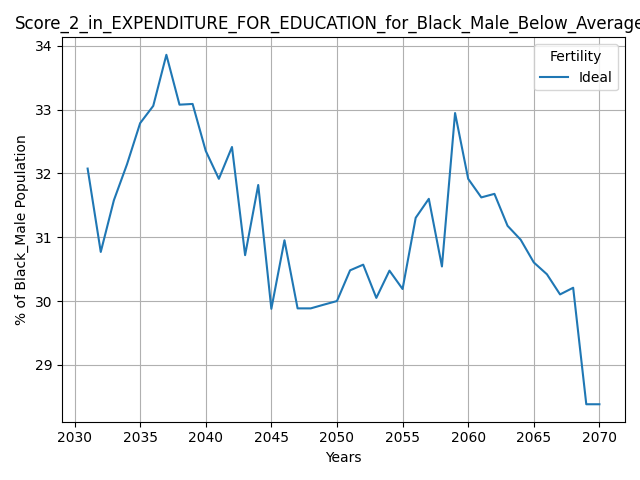 Score_2_in_EXPENDITURE_FOR_EDUCATION_for_Black_Male_Below_Average
Fertility
Ideal
% of Black_Male Population
34
33
32
31
30
29
2030 2035 2040 2045 2050 2055 2060 2065 2070
Years